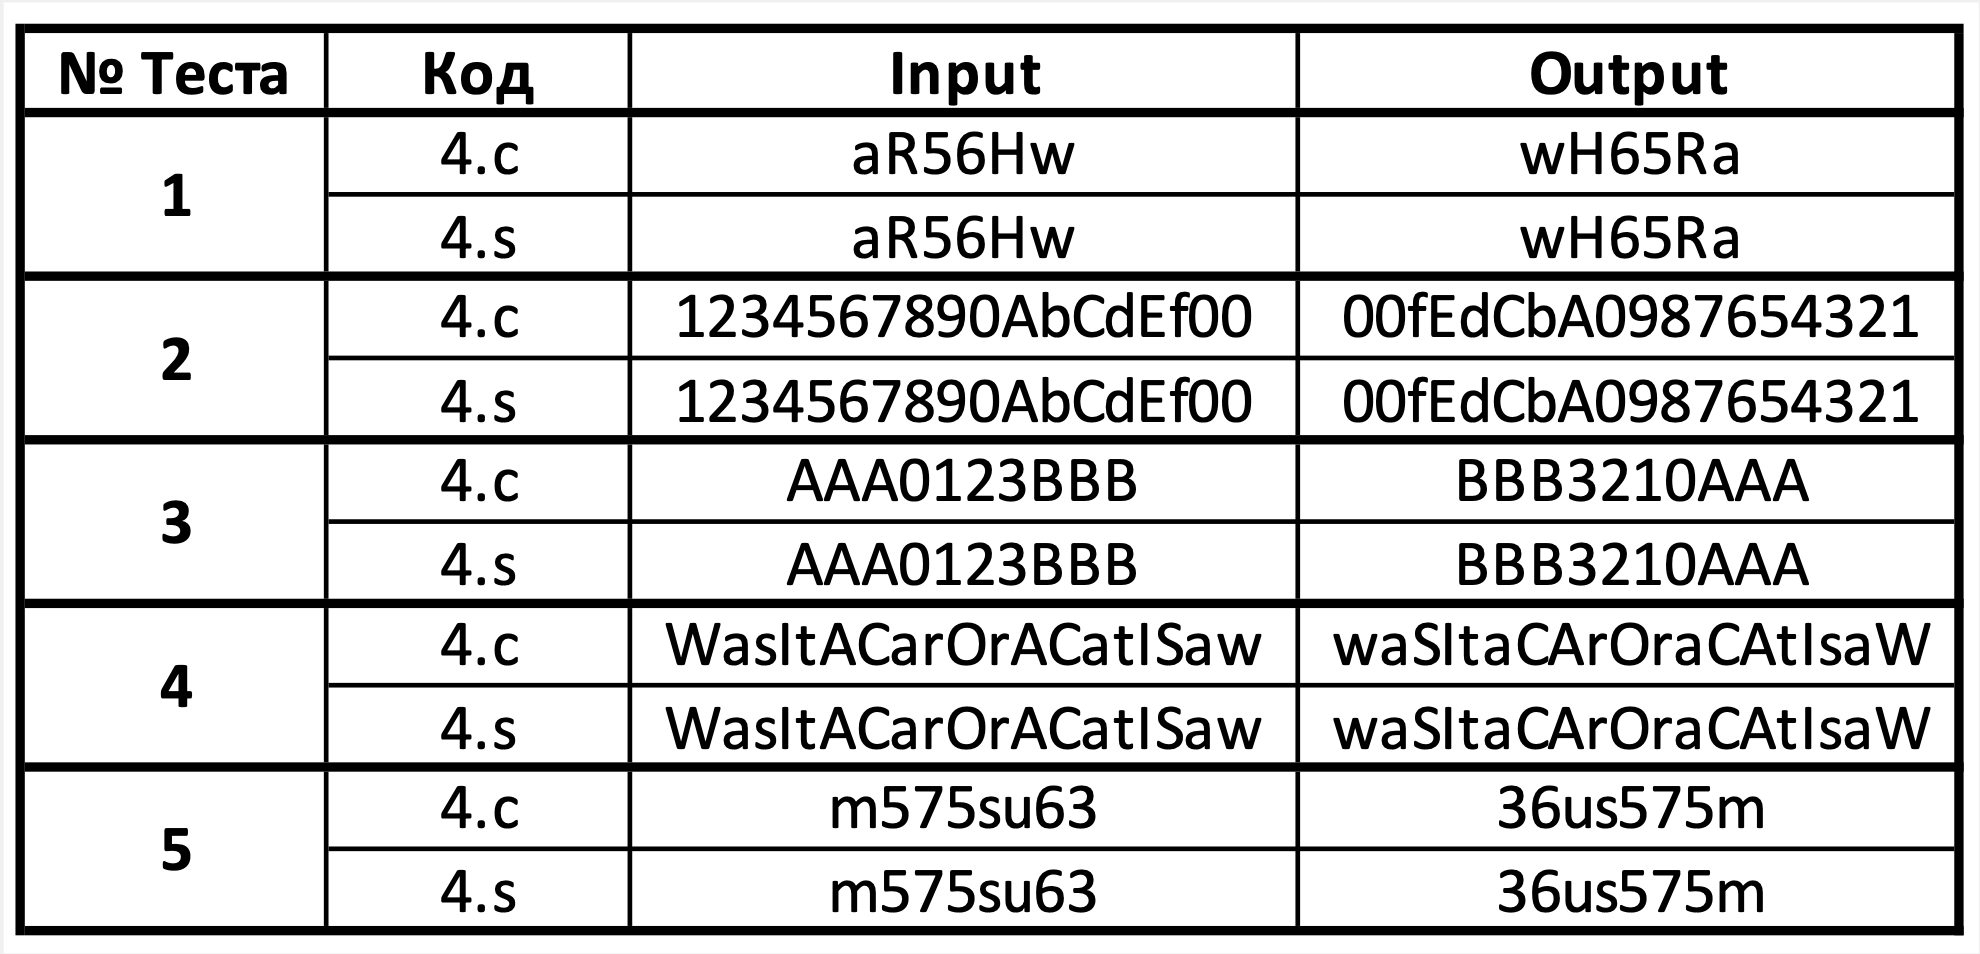 № Теста Код Input Output
1 4.c aR56Hw wH65Ra
4.s aR56Hw wH65Ra
2 4.c 1234567890AbCdEf00 00fEdCbA0987654321
4.s 1234567890AbCdEf00 00fEdCbA0987654321
3 4.c AAA0123BBB BBB3210AAA
4.s AAA0123BBB BBB3210AAA
4 4.c WasItACarOrACatISaw waSItaCArOraCAtIsaW
4.s WasItACarOrACatISaw waSItaCArOraCAtIsaW
5 4.c m575su63 36us575m
4.s m575su63 36us575m